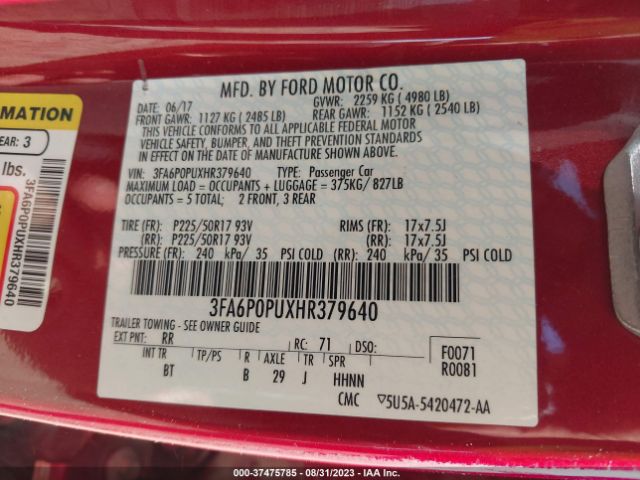 MFD. BY FORD MOTOR CO.
DATE: 06/17 GVWR: 2259 KG ( 4980 LB)
FRONT GAWR: 1127 KG ( 2485 LB) REAR GAWR: 1152 KG ( 2540 LB)
THIS VEHICLE CONFORMS TO ALL APPLICABLE FEDERAL MOTOR
VEHICLE SAFETY, BUMPER, AND THEFT PREVENTION STANDARDS
IN EFFECT ON THE DATE OF MANUFACTURE SHOWN ABOVE.
VIN: 3FA6P0PUXHR379640 TYPE: Passenger Car
MAXIMUM LOAD = OCCUPANTS + LUGGAGE = 375KG/ 827LB
OCCUPANTS = 5 TOTAL; 2 FRONT, 3 REAR
TIRE (FR): P225/50R17 93V RIMS (FR): 17x7.5J
(RR): P225/50R17 93V (RR): 17x7.5J
PRESSURE (FR): 240 kPa/ 35 PSI COLD (RR): 240 kPa/ 35 PSI COLD
3FA6P0PUXHR379640
TRAILER TOWING - SEE OWNER GUIDE
EXT PNT: RR RC: 71 DSO: F0071
INT TR TP/PS R AXLE TR SPR R0081
BT B 29 J HHNN
CMC ▽5U5A-5420472-AA
MATION
EAR: 3
lbs.
3FA6P0PUXHR379640
000-37475785 - 08/31/2023 - IAA Inc.